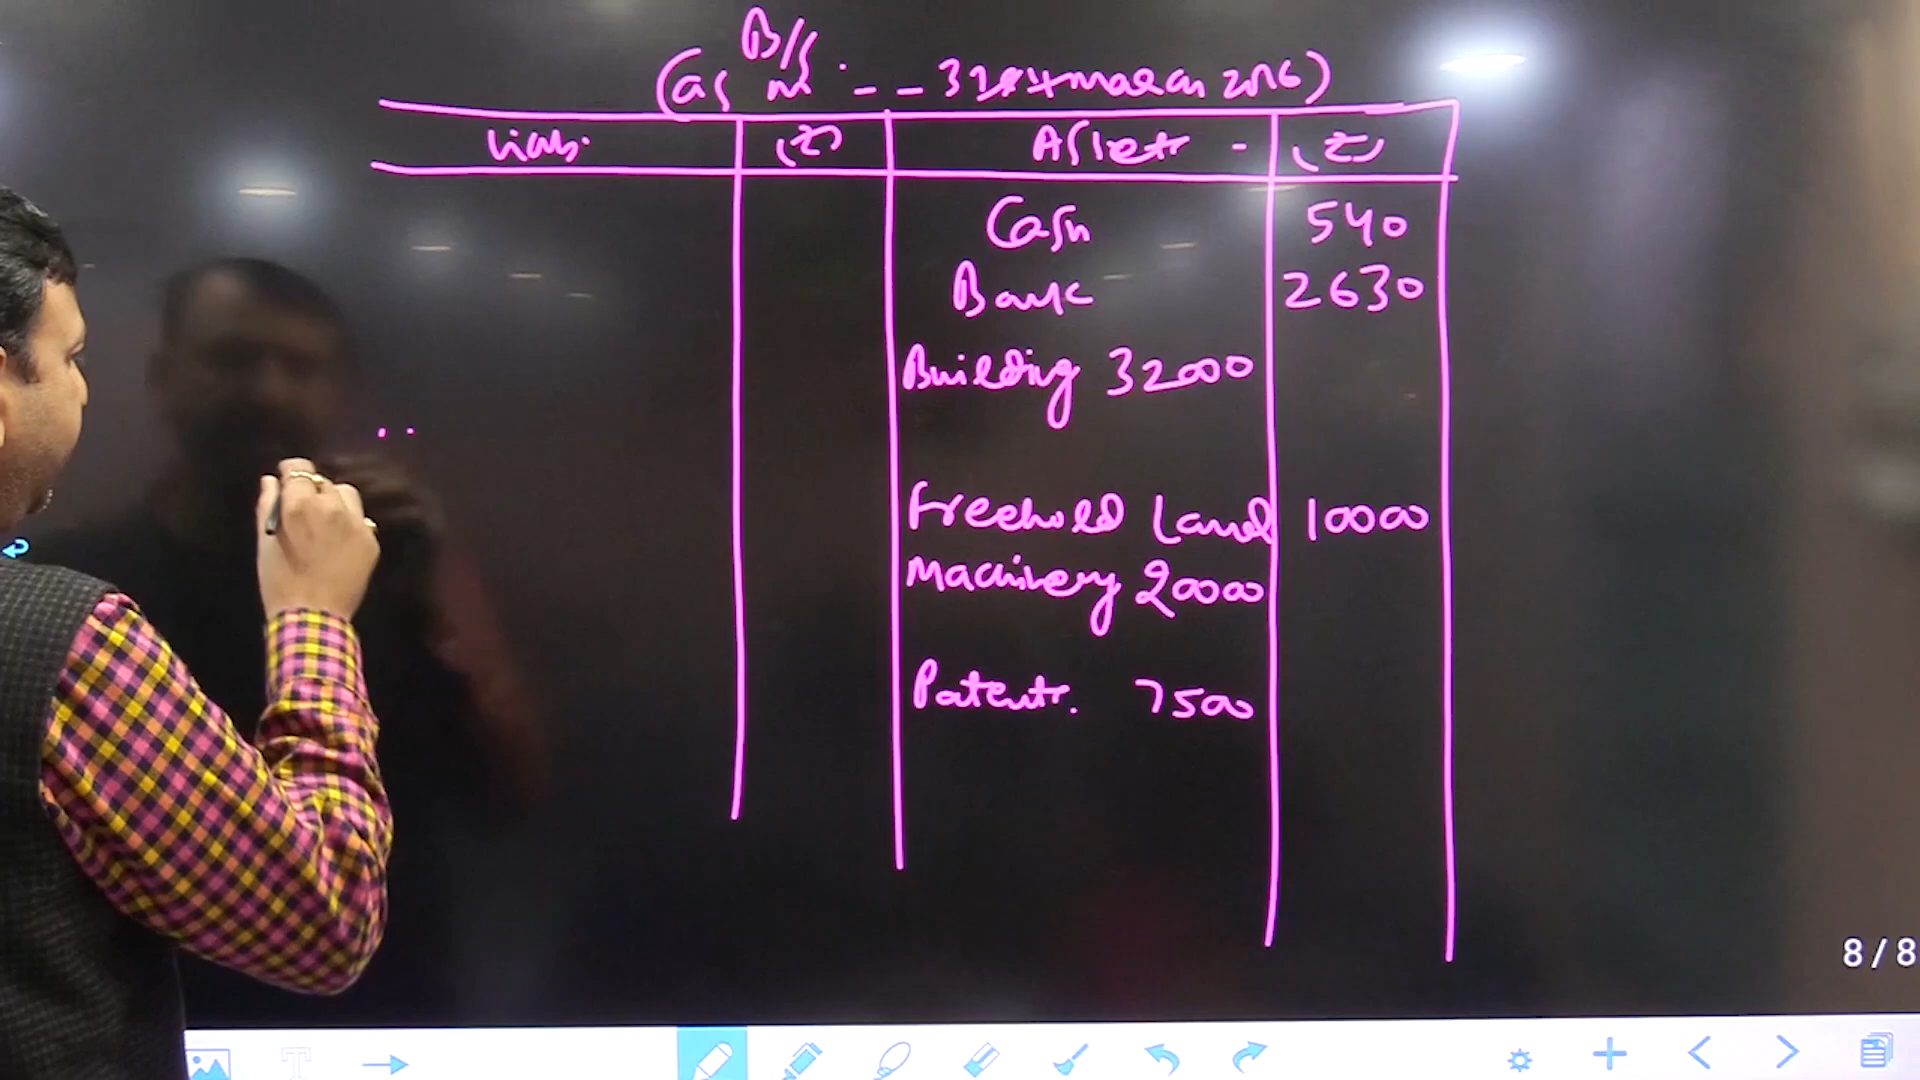 B/S
(as on - - 31st March 2016)
Liab. (₹) Assets - (₹)
Cash 540
Bank 2630
Building 32000
Freehold Land 10000
Machinery 20000
Patents. 7500
8/8
T